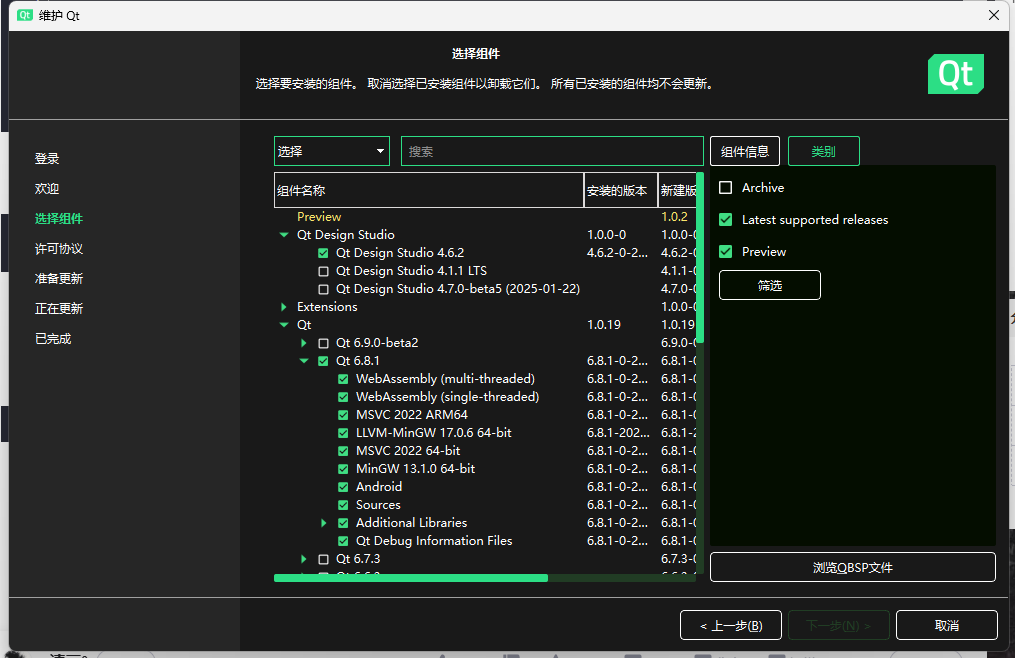 Qt 维护 Qt
选择组件
选择要安装的组件。 取消选择已安装组件以卸载它们。 所有已安装的组件均不会更新。
Qt
登录
欢迎
选择组件
许可协议
准备更新
正在更新
已完成
选择 搜索 组件信息 类别
组件名称 安装的版本 新建版
Preview 1.0.2
Qt Design Studio 1.0.0-0 1.0.0-0
Qt Design Studio 4.6.2 4.6.2-0-2... 4.6.2-0
Qt Design Studio 4.1.1 LTS 4.1.1-0
Qt Design Studio 4.7.0-beta5 (2025-01-22) 4.7.0-0
Extensions 1.0.0-0
Qt 1.0.19 1.0.19
Qt 6.9.0-beta2 6.9.0-0
Qt 6.8.1 6.8.1-0-2... 6.8.1-0
WebAssembly (multi-threaded) 6.8.1-0-2... 6.8.1-0
WebAssembly (single-threaded) 6.8.1-0-2... 6.8.1-0
MSVC 2022 ARM64 6.8.1-0-2... 6.8.1-0
LLVM-MinGW 17.0.6 64-bit 6.8.1-202... 6.8.1-2
MSVC 2022 64-bit 6.8.1-0-2... 6.8.1-0
MinGW 13.1.0 64-bit 6.8.1-0-2... 6.8.1-0
Android 6.8.1-0-2... 6.8.1-0
Sources 6.8.1-0-2... 6.8.1-0
Additional Libraries 6.8.1-0-2... 6.8.1-0
Qt Debug Information Files 6.8.1-0-2... 6.8.1-0
Qt 6.7.3 6.7.3-0
Archive
Latest supported releases
Preview
筛选
浏览QBSP文件
< 上一步(B) 下一步(N) > 取消